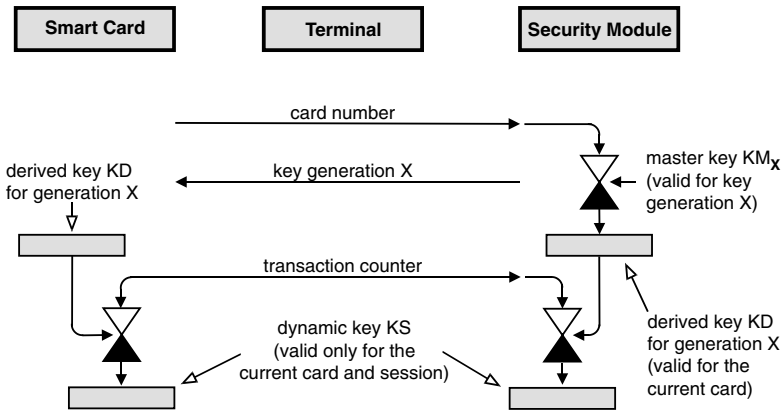 Smart Card
Terminal
Security Module
card number
derived key KD
for generation X
key generation X
master key KMX
(valid for key
generation X)
transaction counter
dynamic key KS
(valid only for the
current card and session)
derived key KD
for generation X
(valid for the
current card)